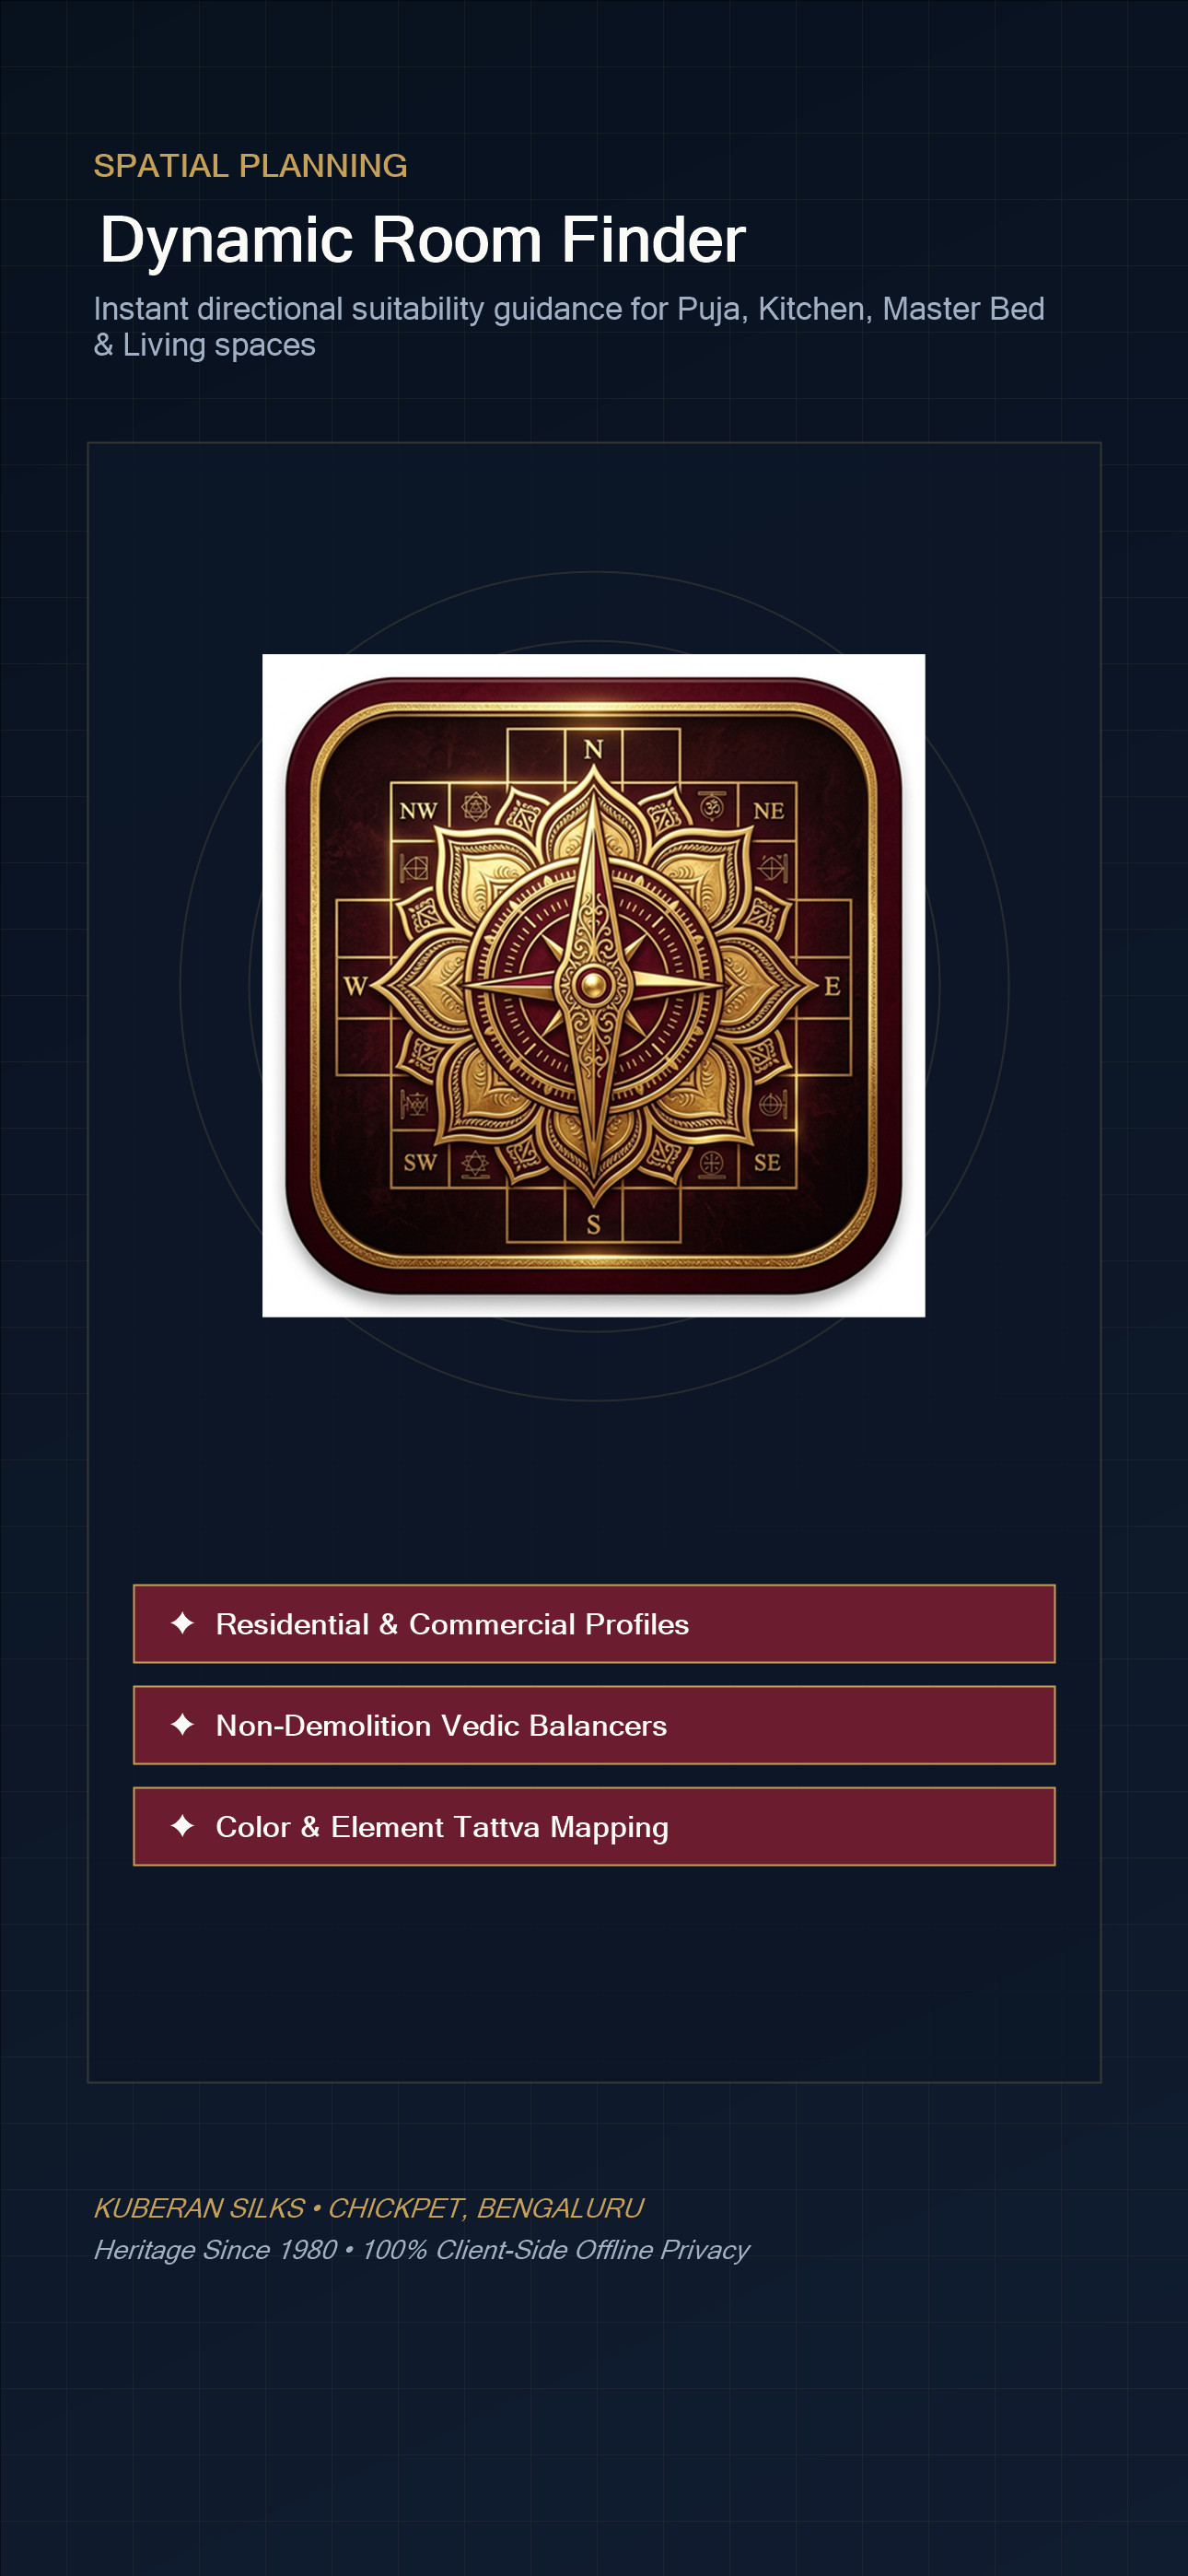 SPATIAL PLANNING
Dynamic Room Finder
Instant directional suitability guidance for Puja, Kitchen, Master Bed
& Living spaces
N
NW
ॐ
NE
W
E
SW
SE
S
✦ Residential & Commercial Profiles
✦ Non-Demolition Vedic Balancers
✦ Color & Element Tattva Mapping
KUBERAN SILKS • CHICKPET, BENGALURU
Heritage Since 1980 • 100% Client-Side Offline Privacy